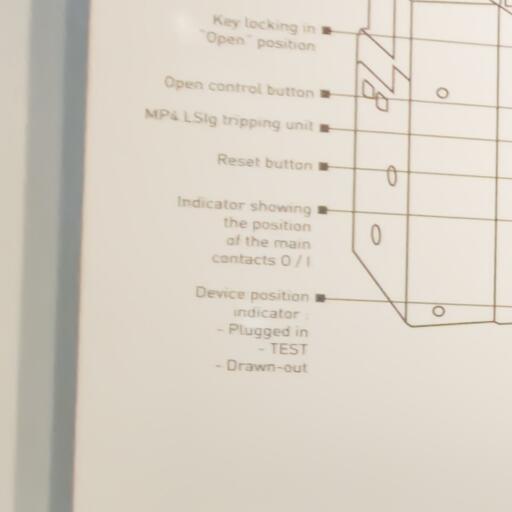 Key locking in
"Open" position
Open control button
MP4 LSIg tripping unit
Reset button
Indicator showing
the position
of the main
contacts O / I
Device position
indicator :
- Plugged in
- TEST
- Drawn-out